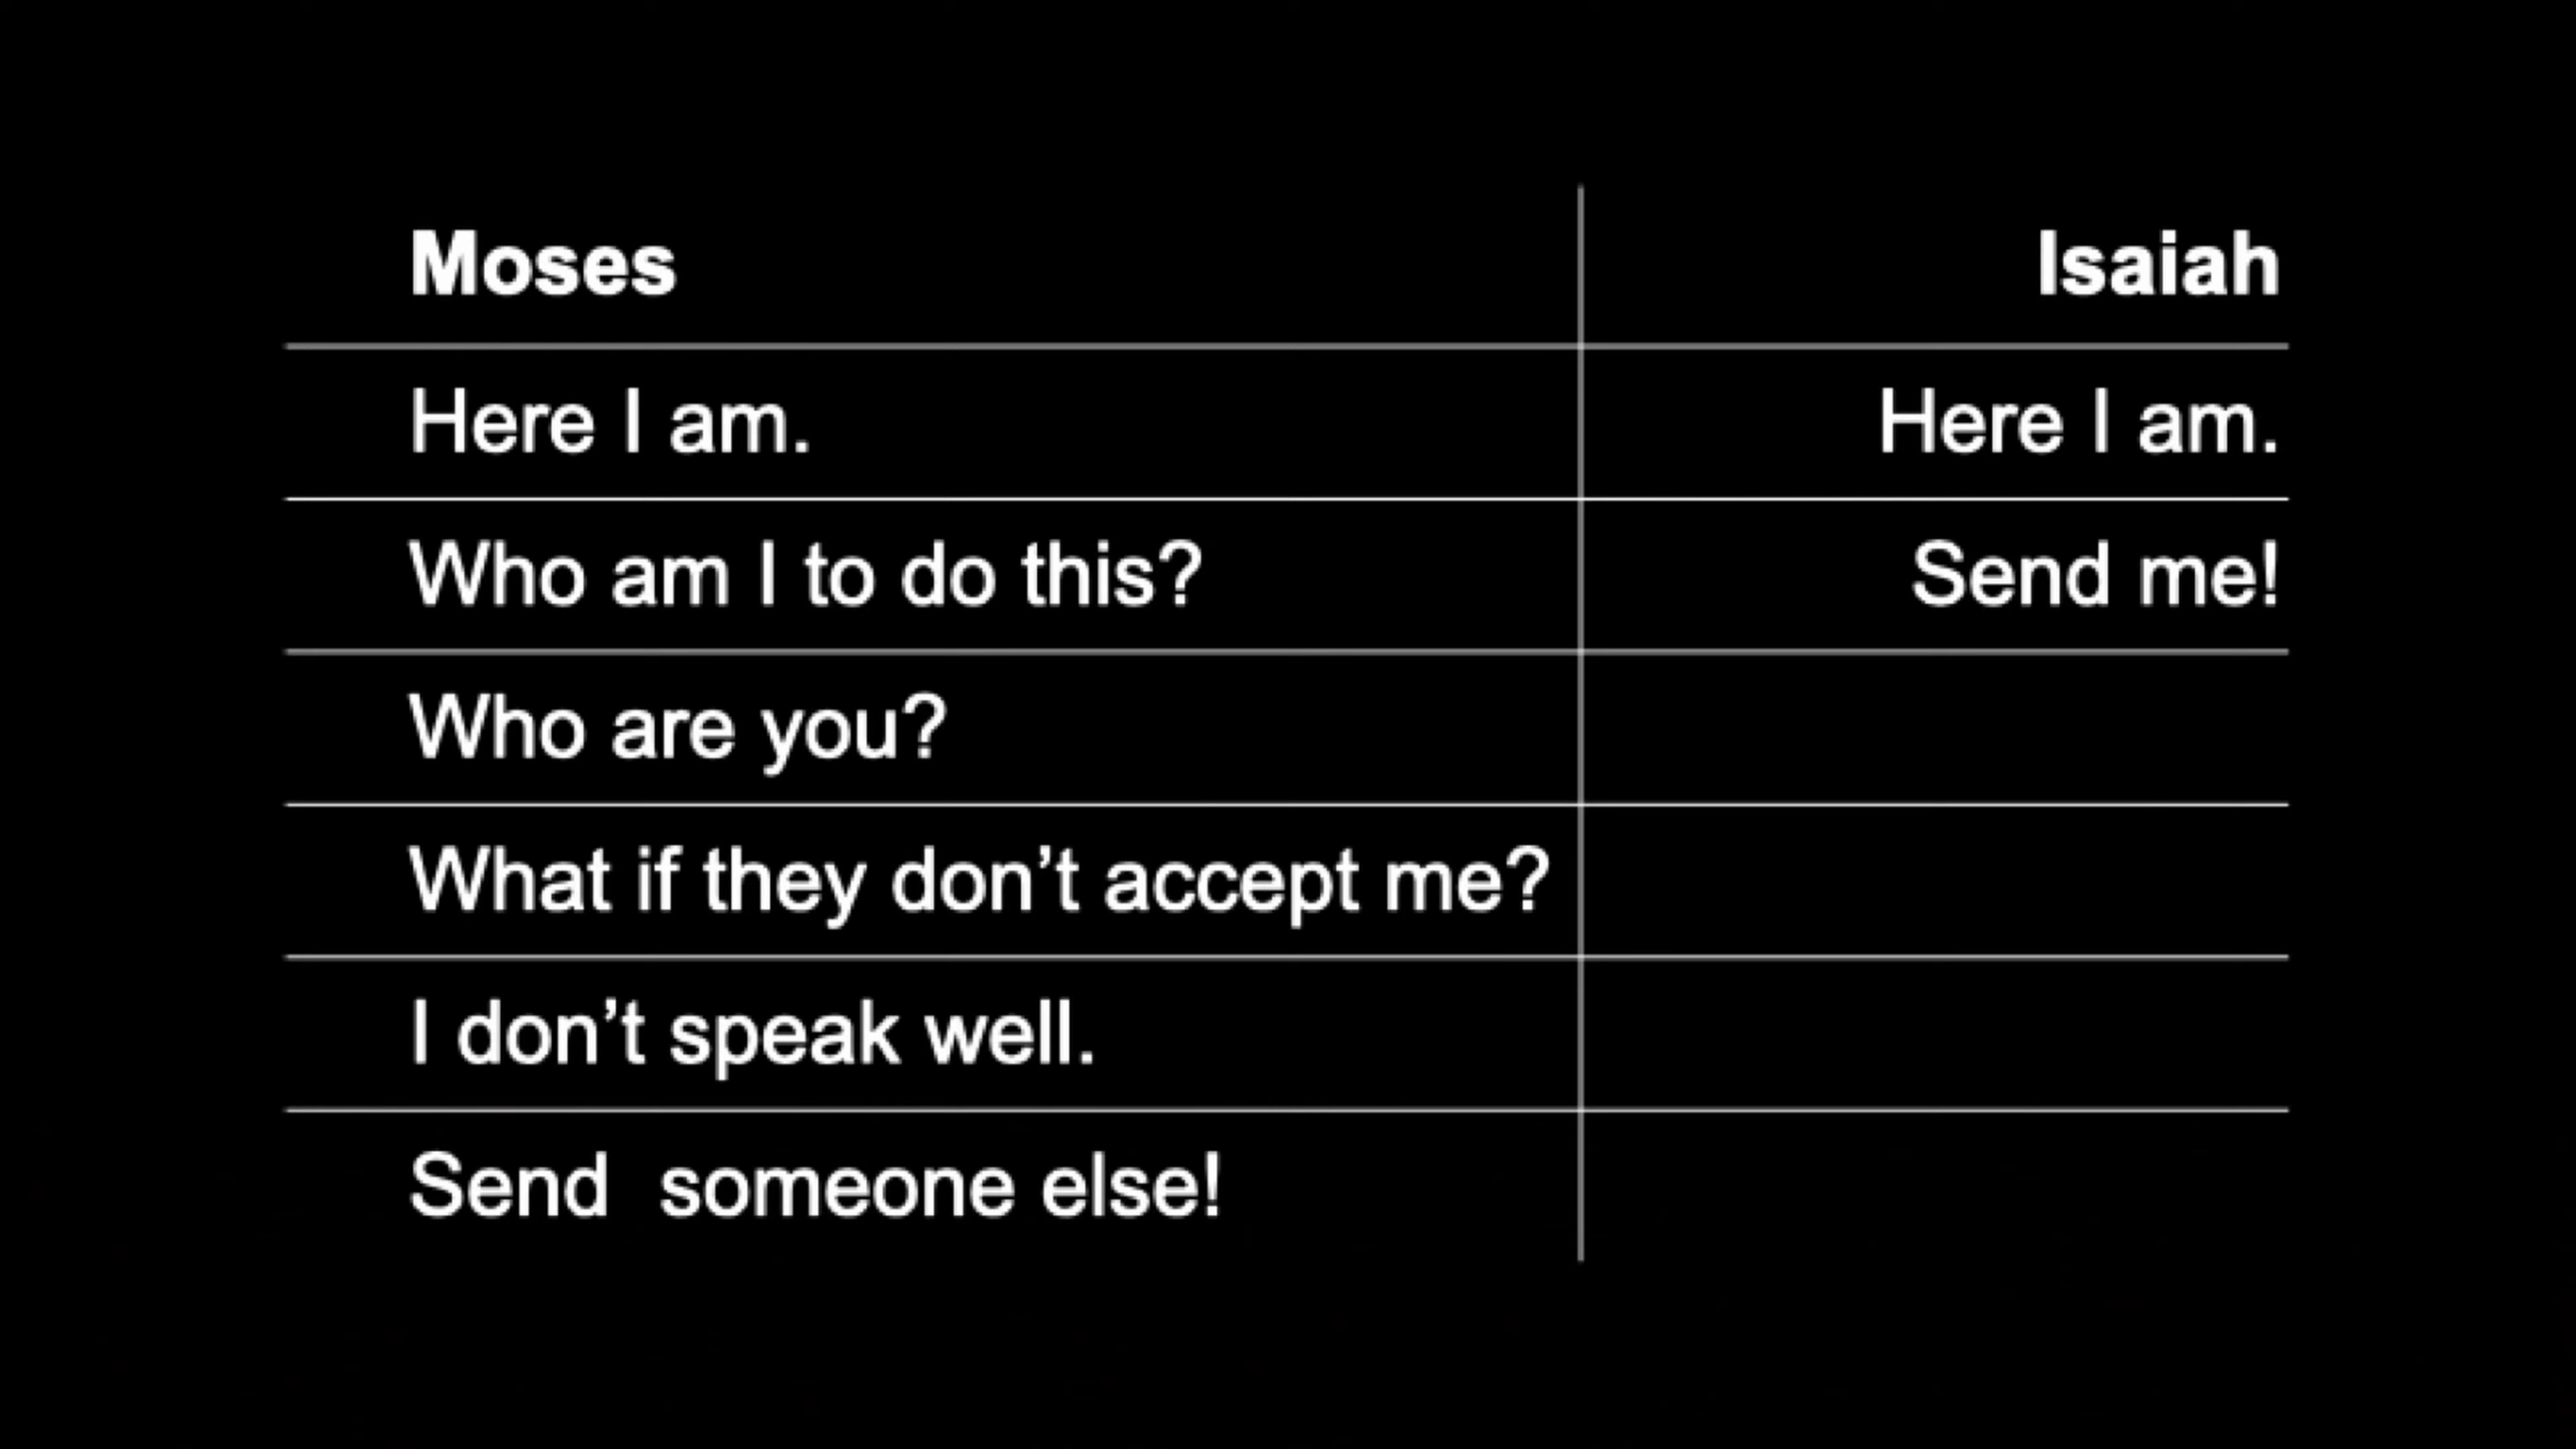 Moses Isaiah
Here I am. Here I am.
Who am I to do this? Send me!
Who are you?
What if they don’t accept me?
I don’t speak well.
Send  someone else!